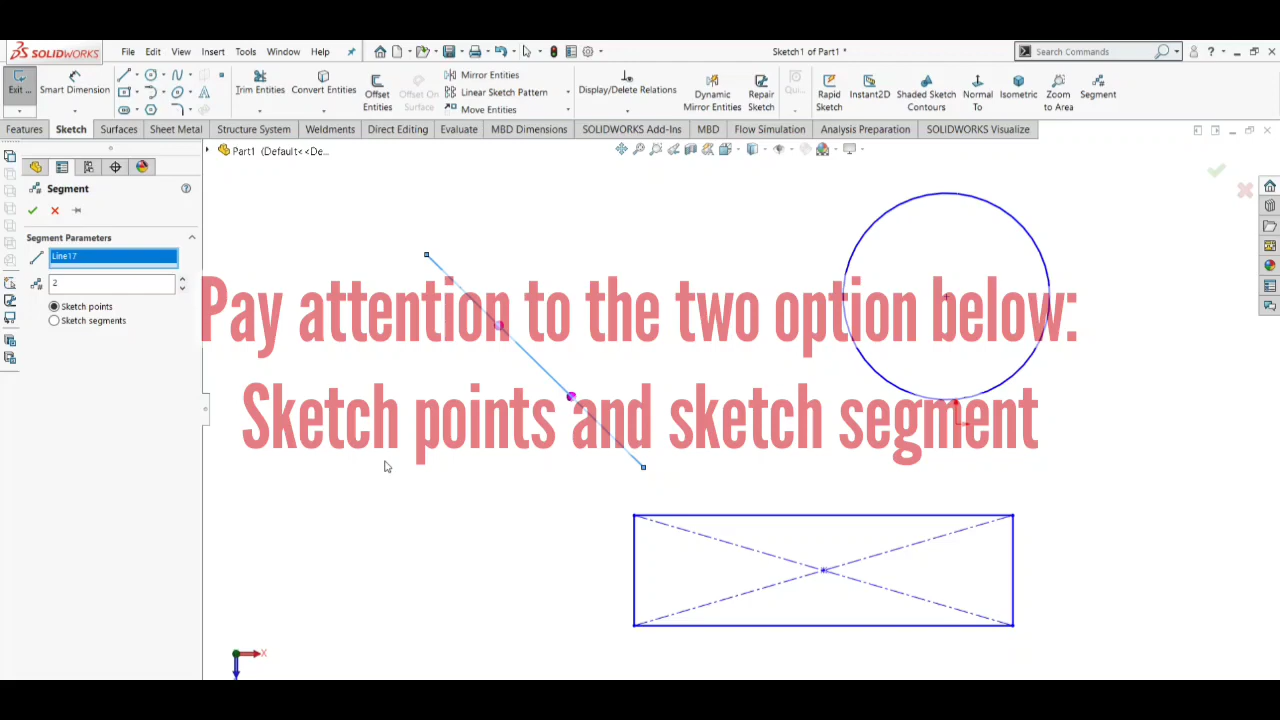 SOLIDWORKS
File Edit View Insert Tools Window Help
Sketch1 of Part1 *
Search Commands
Exit ...
Smart Dimension
Trim Entities
Convert Entities
Offset Entities
Offset On Surface
Mirror Entities
Linear Sketch Pattern
Move Entities
Display/Delete Relations
Dynamic Mirror Entities
Repair Sketch
Qui...
Rapid Sketch
Instant2D
Shaded Sketch Contours
Normal To
Isometric
Zoom to Area
Segment
Features Sketch Surfaces Sheet Metal Structure System Weldments Direct Editing Evaluate MBD Dimensions SOLIDWORKS Add-Ins MBD Flow Simulation Analysis Preparation SOLIDWORKS Visualize
Part1 (Default<<De...
Segment
Segment Parameters
Line17
2
Sketch points
Sketch segments
Pay attention to the two option below:
Sketch points and sketch segment
X